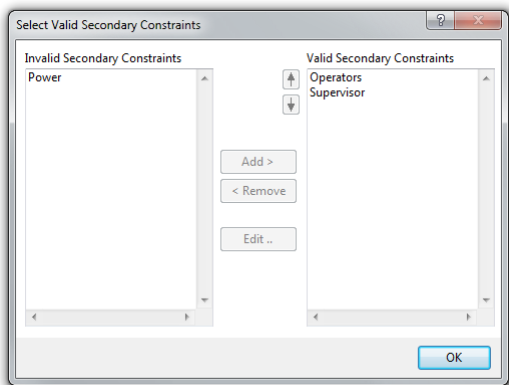 Select Valid Secondary Constraints
?
Invalid Secondary Constraints
Valid Secondary Constraints
Power
Operators
Supervisor
Add >
< Remove
Edit ..
OK